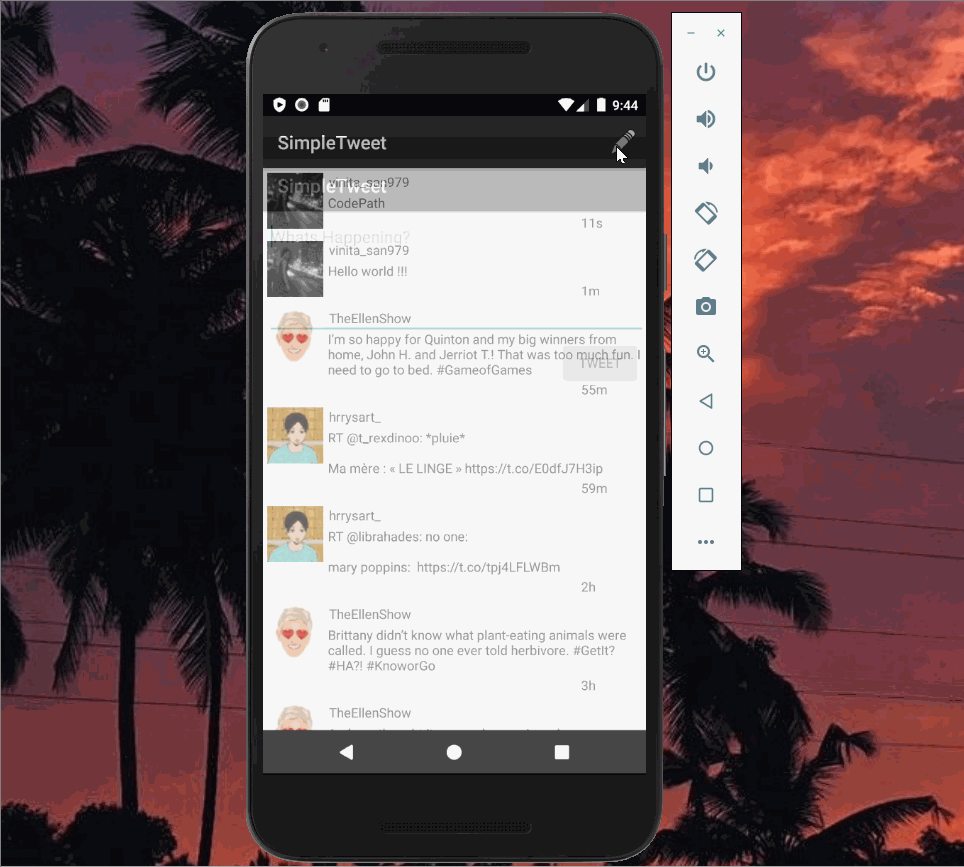 9:44
SimpleTweet
vinita_san979
SimpleTweet
CodePath
11s
Whats Happening?
vinita_san979
Hello world !!!
1m
TheEllenShow
I'm so happy for Quinton and my big winners from
home, John H. and Jerriot T.! That was too much fun. I
need to go to bed. #GameofGames
TWEET
55m
hrrysart_
RT @t_rexdinoo: *pluie*
Ma mère : « LE LINGE » https://t.co/E0dfJ7H3ip
59m
hrrysart_
RT @librahades: no one:
mary poppins:  https://t.co/tpj4LFLWBm
2h
TheEllenShow
Brittany didn't know what plant-eating animals were
called. I guess no one ever told herbivore. #GetIt?
#HA?! #KnoworGo
3h
TheEllenShow